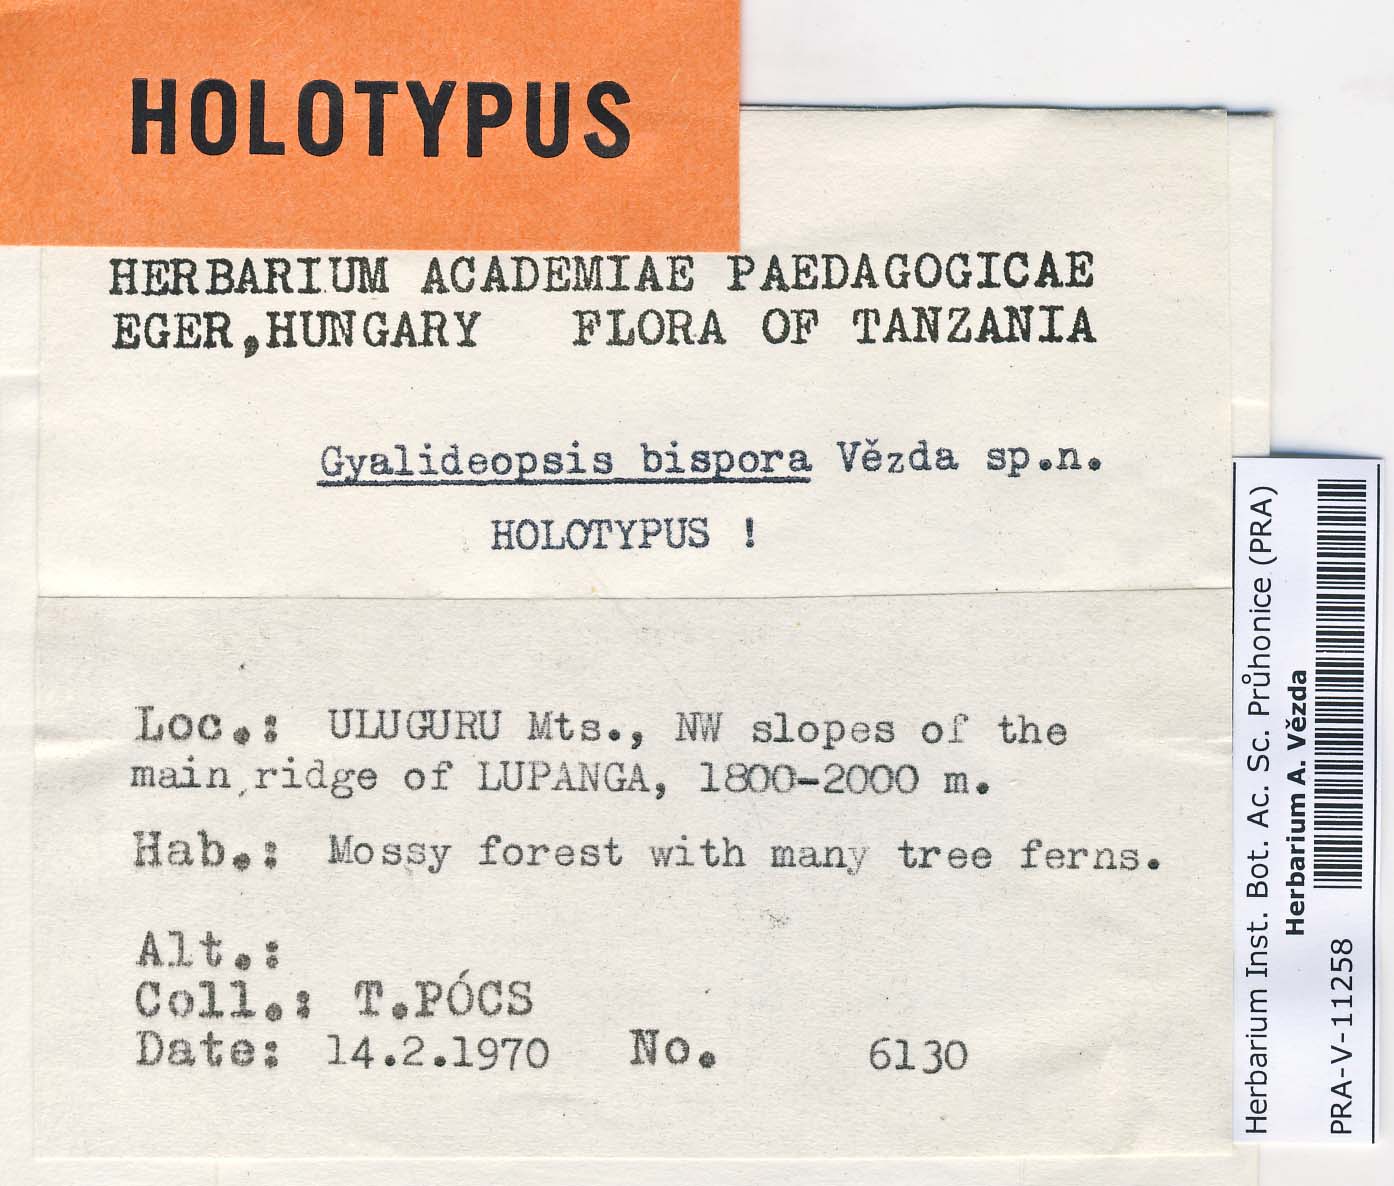 HOLOTYPUS
HERBARIUM ACADEMIAE PAEDAGOGICAE
EGER,HUNGARY FLORA OF TANZANIA
Gyalideopsis bispora Vězda sp.n.
HOLOTYPUS !
Loc.: ULUGURU Mts., NW slopes of the
main ridge of LUPANGA, 1800-2000 m.
Hab.: Mossy forest with many tree ferns.
Alt.:
Coll.: T.PÓCS
Date: 14.2.1970 No. 6130
Herbarium Inst. Bot. Ac. Sc. Průhonice (PRA)
Herbarium A. Vězda
PRA-V-11258